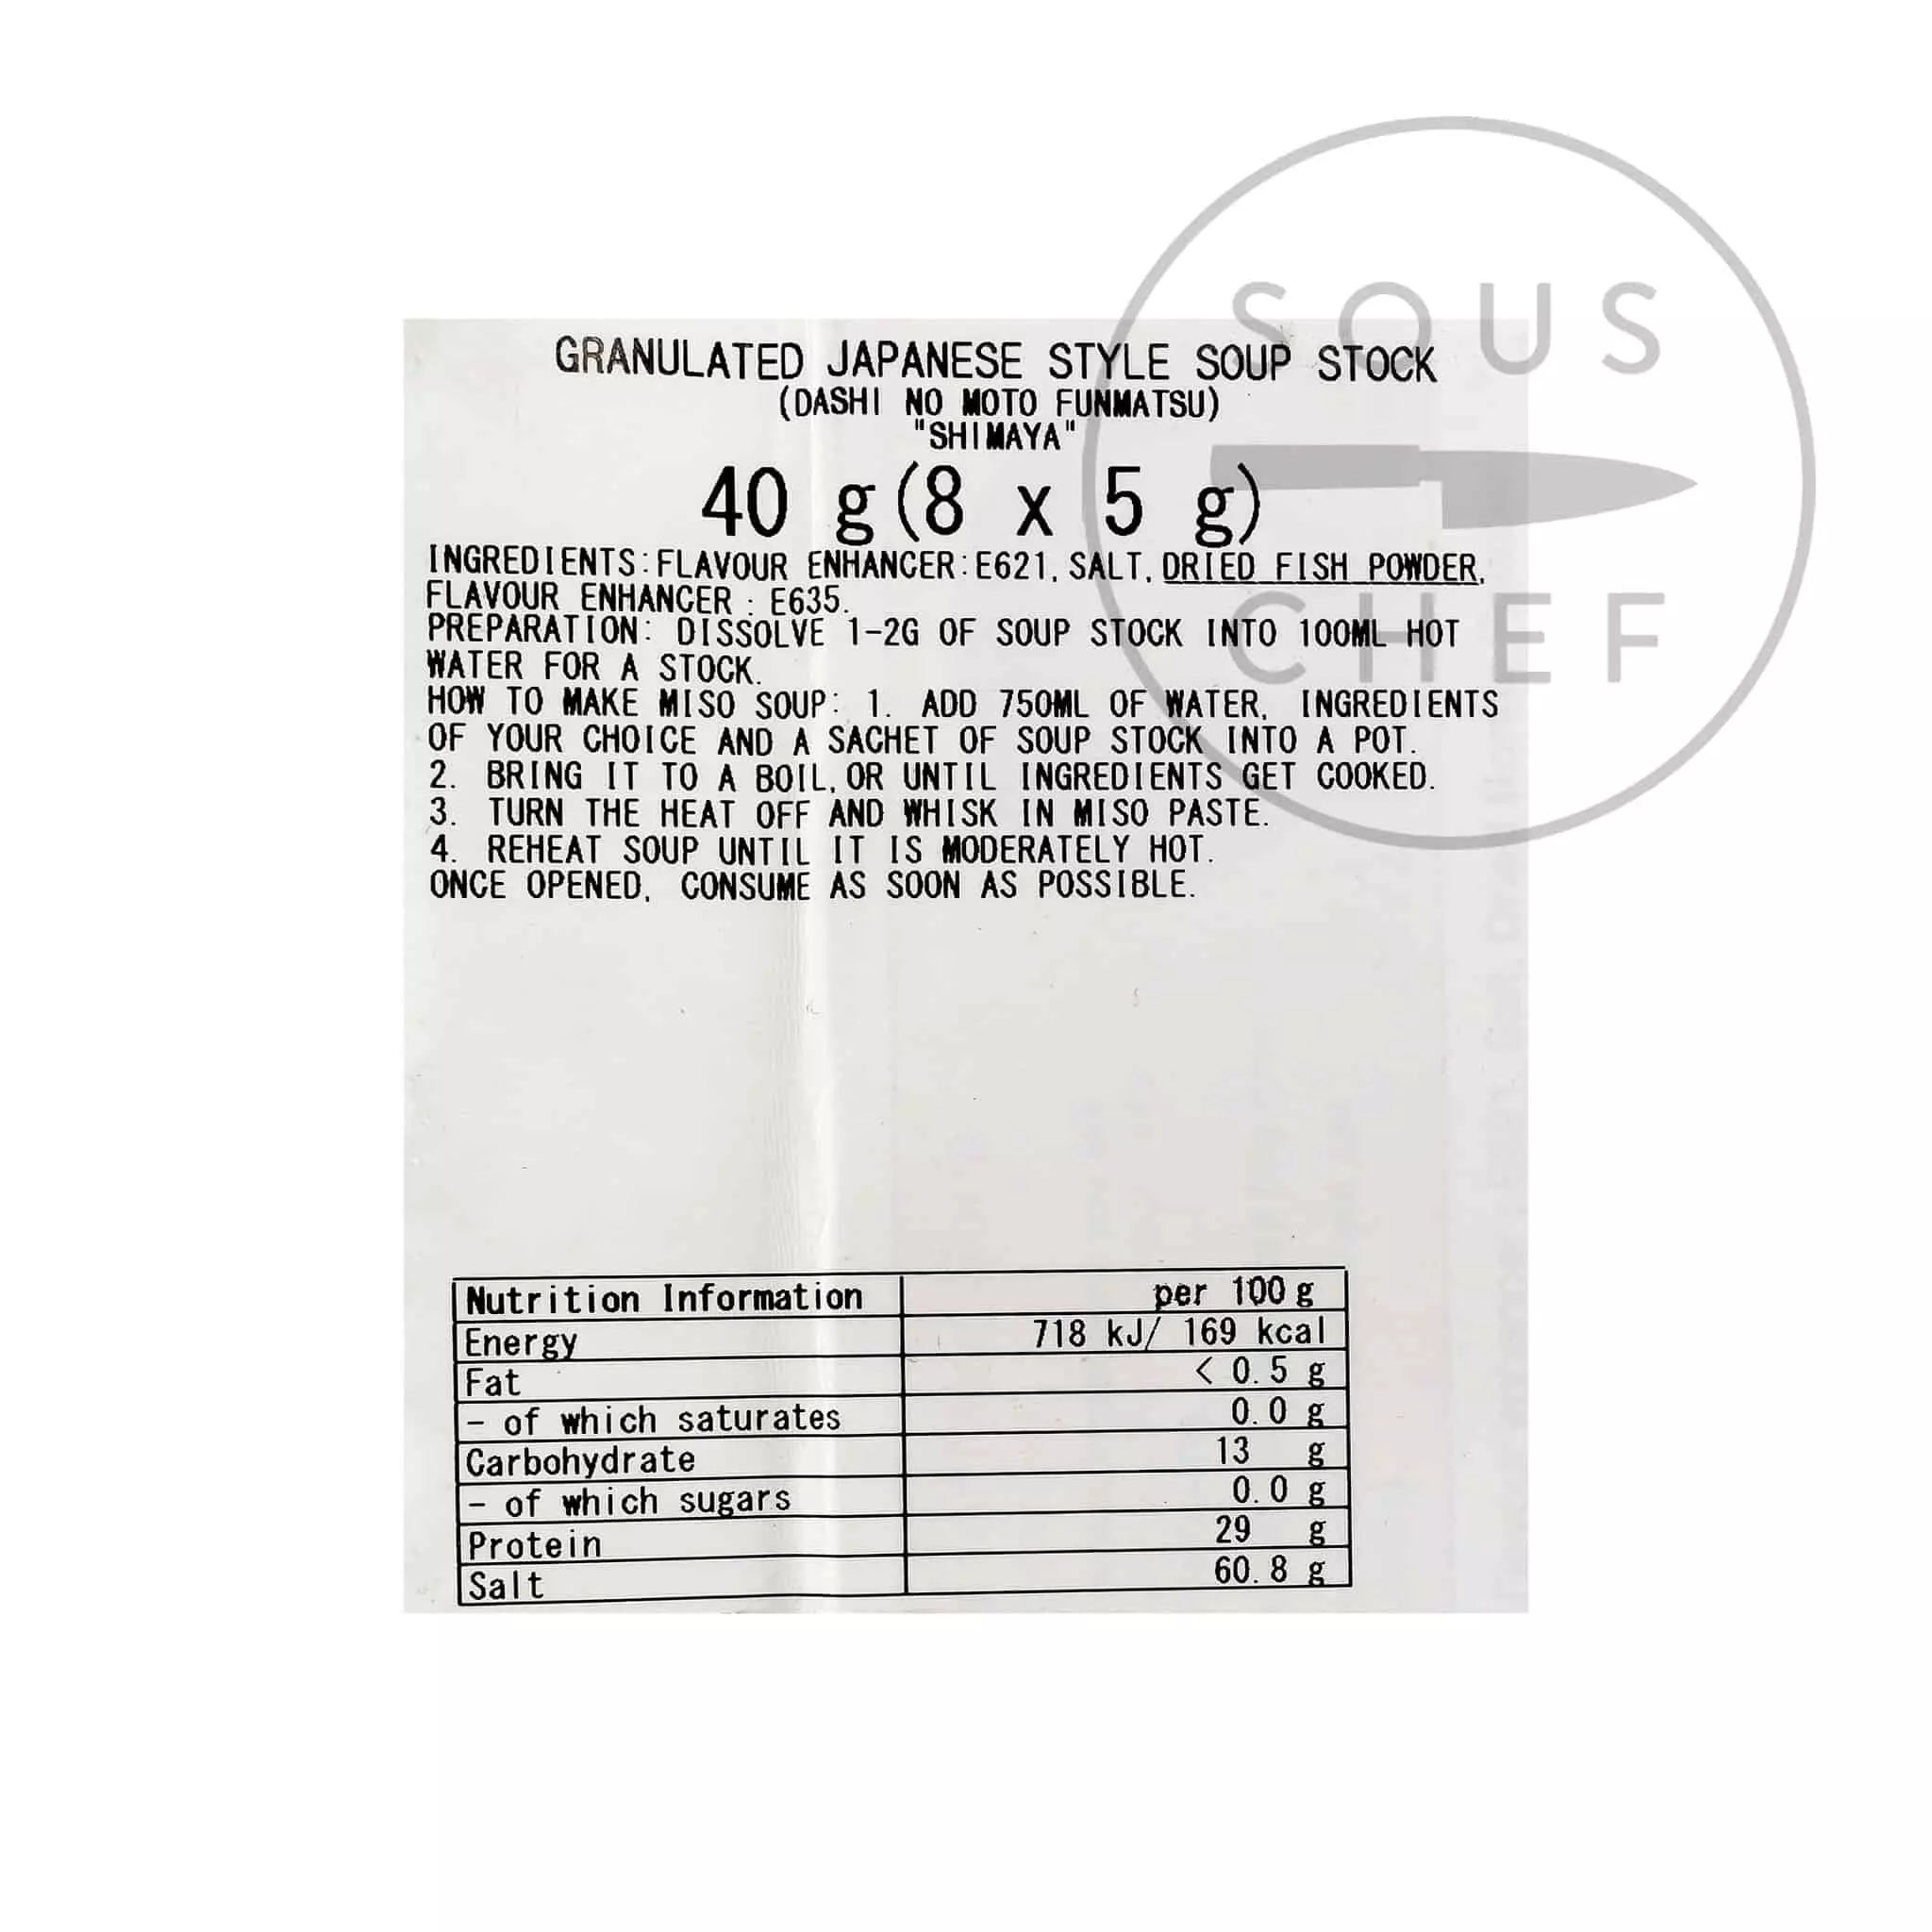 SOUS
CHEF
GRANULATED JAPANESE STYLE SOUP STOCK
(DASHI NO MOTO FUNMATSU)
"SHIMAYA"
40 g(8 x 5 g)
INGREDIENTS:FLAVOUR ENHANCER:E621, SALT, DRIED FISH POWDER,
FLAVOUR ENHANCER : E635.
PREPARATION: DISSOLVE 1-2G OF SOUP STOCK INTO 100ML HOT
WATER FOR A STOCK.
HOW TO MAKE MISO SOUP: 1. ADD 750ML OF WATER, INGREDIENTS
OF YOUR CHOICE AND A SACHET OF SOUP STOCK INTO A POT.
2. BRING IT TO A BOIL, OR UNTIL INGREDIENTS GET COOKED.
3. TURN THE HEAT OFF AND WHISK IN MISO PASTE.
4. REHEAT SOUP UNTIL IT IS MODERATELY HOT.
ONCE OPENED, CONSUME AS SOON AS POSSIBLE.
Nutrition Information per 100 g
Energy 718 kJ/ 169 kcal
Fat < 0.5 g
- of which saturates 0.0 g
Carbohydrate 13 g
- of which sugars 0.0 g
Protein 29 g
Salt 60.8 g